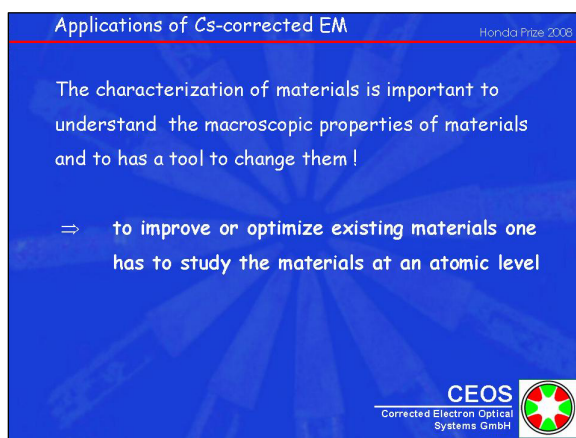 Applications of Cs-corrected EM
Honda Prize 2008
The characterization of materials is important to
understand the macroscopic properties of materials
and to has a tool to change them !
⇒ to improve or optimize existing materials one
has to study the materials at an atomic level
CEOS
Corrected Electron Optical
Systems GmbH